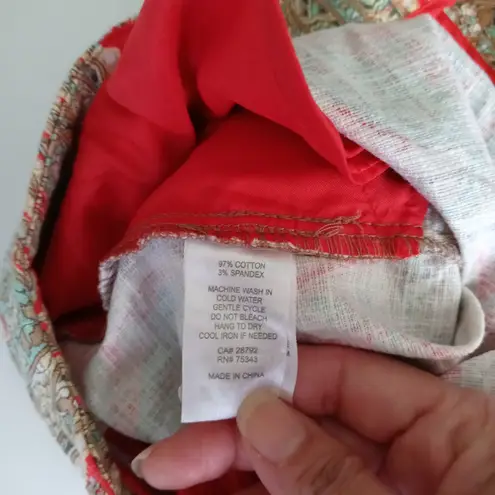 97% COTTON
3% SPANDEX
MACHINE WASH IN
COLD WATER
GENTLE CYCLE
DO NOT BLEACH
HANG TO DRY
COOL IRON IF NEEDED
CA# 28792
RN# 75343
MADE IN CHINA